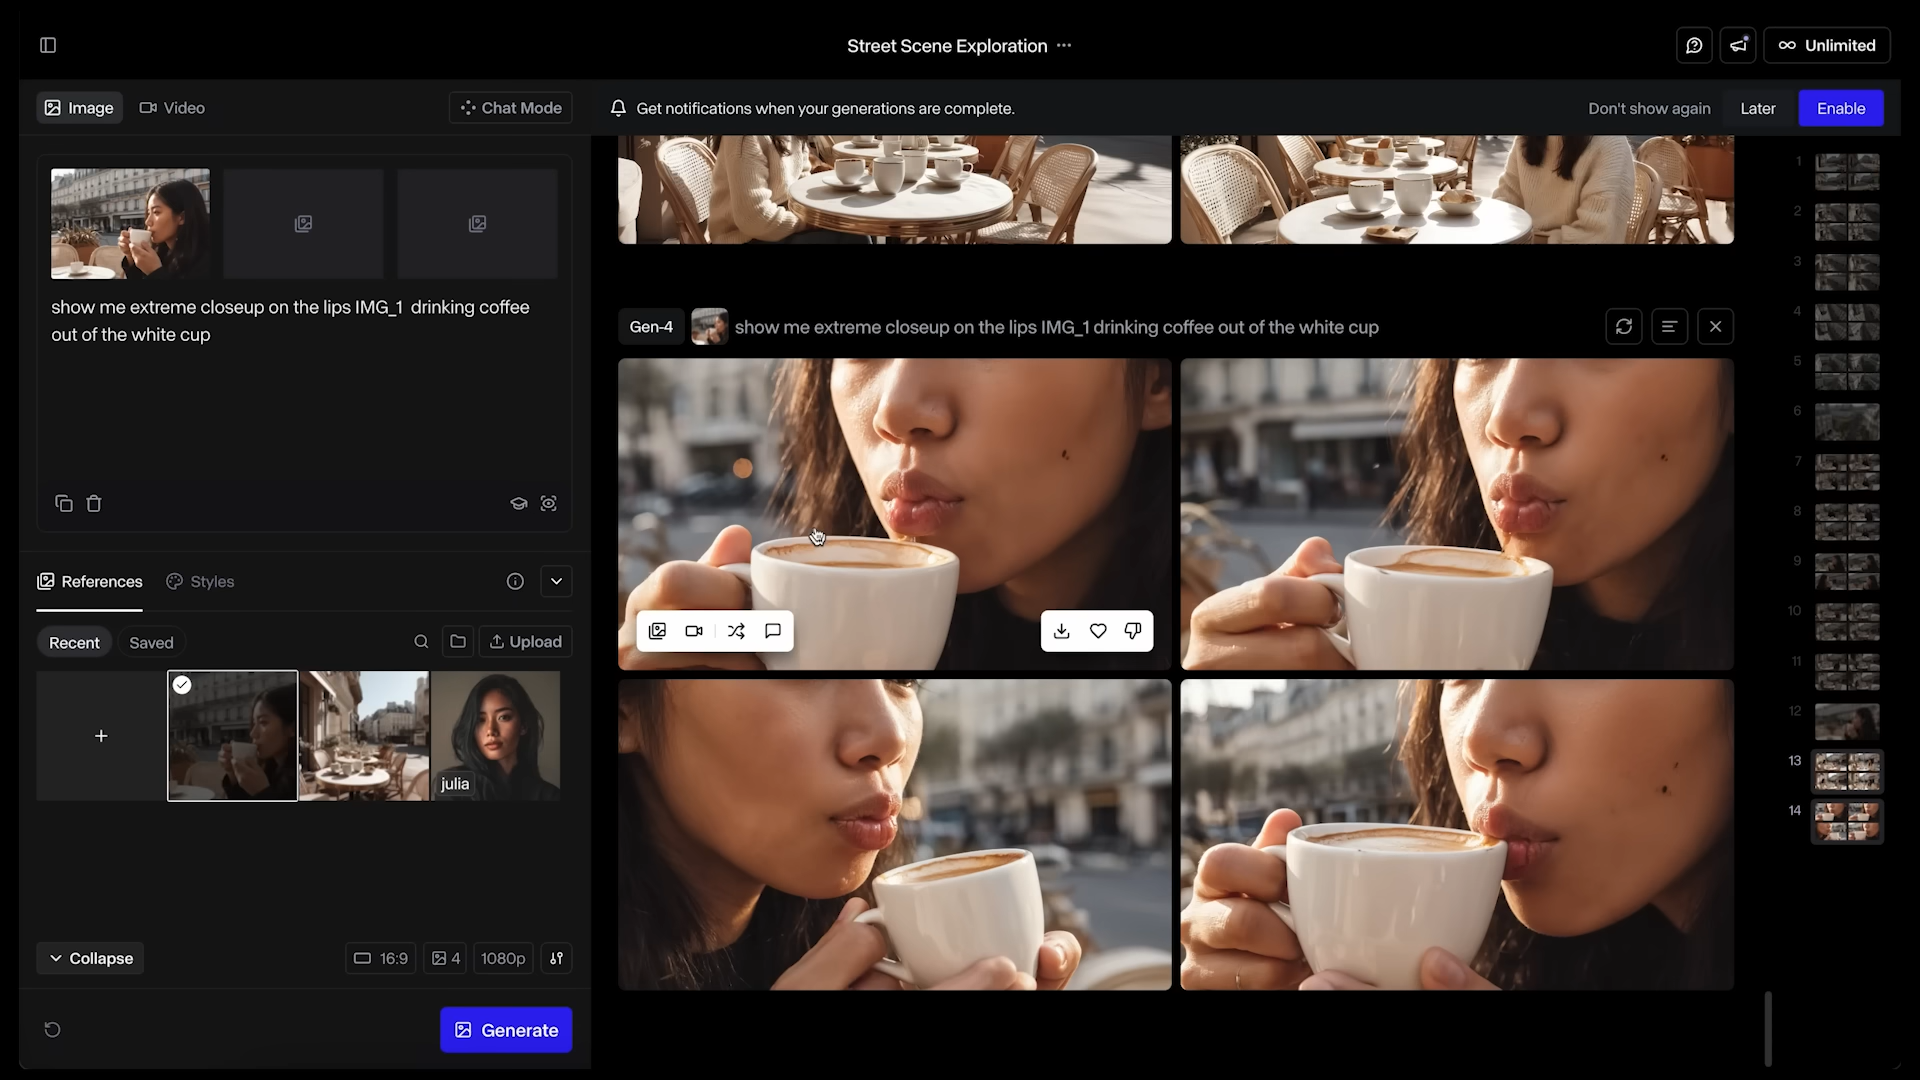 Street Scene Exploration
Unlimited
Image
Video
Chat Mode
Get notifications when your generations are complete.
Don't show again
Later
Enable
show me extreme closeup on the lips IMG_1 drinking coffee
out of the white cup
References
Styles
Recent
Saved
Upload
julia
Collapse
16:9
4
1080p
Generate
Gen-4
show me extreme closeup on the lips IMG_1 drinking coffee out of the white cup
1
2
3
4
5
6
7
8
9
10
11
12
13
14